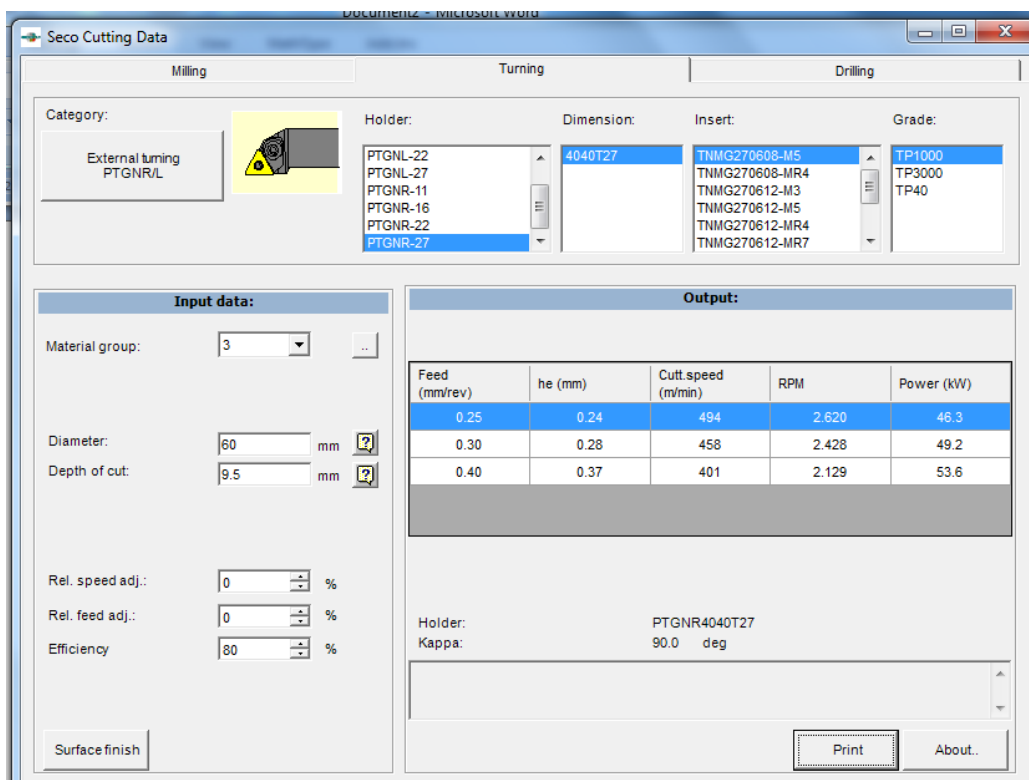 Document2 - Microsoft Word
Seco Cutting Data
Milling
Turning
Drilling
Category:
External turning
PTGNR/L
Holder:
PTGNL-22
PTGNL-27
PTGNR-11
PTGNR-16
PTGNR-22
PTGNR-27
Dimension:
4040T27
Insert:
TNMG270608-M5
TNMG270608-MR4
TNMG270612-M3
TNMG270612-M5
TNMG270612-MR4
TNMG270612-MR7
Grade:
TP1000
TP3000
TP40
Input data:
Material group: 3 ..
Diameter: 60 mm
Depth of cut: 9.5 mm
Rel. speed adj.: 0 %
Rel. feed adj.: 0 %
Efficiency 80 %
Surface finish
Output:
Feed (mm/rev) he (mm) Cutt.speed (m/min) RPM Power (kW)
0.25 0.24 494 2.620 46.3
0.30 0.28 458 2.428 49.2
0.40 0.37 401 2.129 53.6
Holder: PTGNR4040T27
Kappa: 90.0 deg
Print
About..